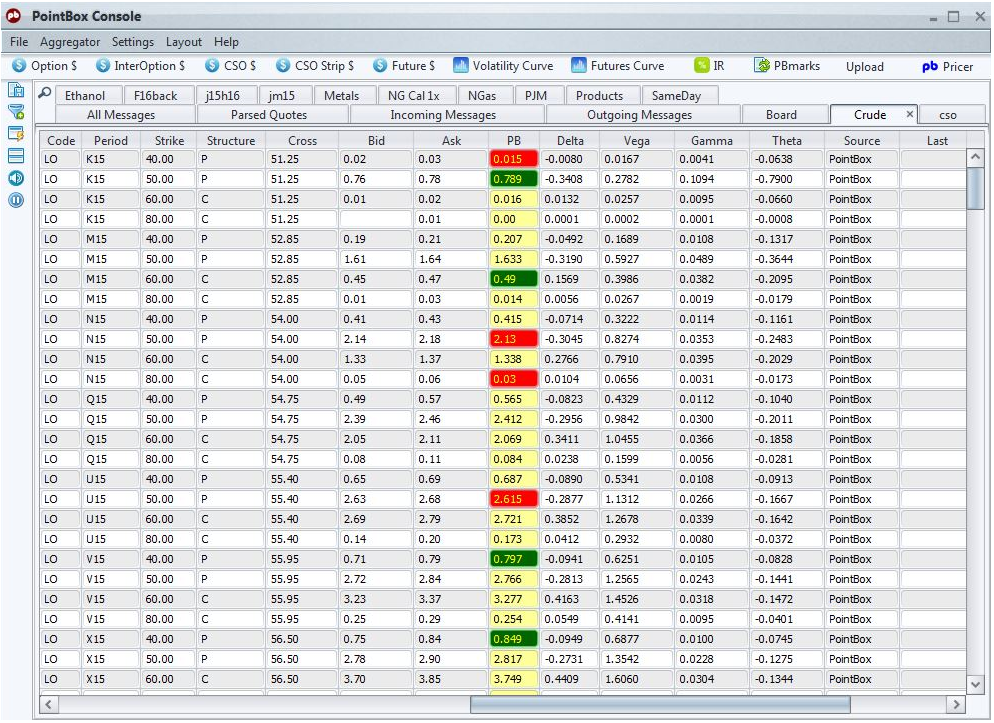 pb PointBox Console
File Aggregator Settings Layout Help
Option $ InterOption $ CSO $ CSO Strip $ Future $ Volatility Curve Futures Curve IR PBmarks Upload pb Pricer
Ethanol F16back j15h16 jm15 Metals NG Cal 1x NGas PJM Products SameDay
All Messages Parsed Quotes Incoming Messages Outgoing Messages Board Crude × cso
Code Period Strike Structure Cross Bid Ask PB Delta Vega Gamma Theta Source Last
LO K15 40.00 P 51.25 0.02 0.03 0.015 -0.0080 0.0167 0.0041 -0.0638 PointBox
LO K15 50.00 P 51.25 0.76 0.78 0.789 -0.3408 0.2782 0.1094 -0.7900 PointBox
LO K15 60.00 C 51.25 0.01 0.02 0.016 0.0132 0.0257 0.0095 -0.0660 PointBox
LO K15 80.00 C 51.25 0.01 0.00 0.0001 0.0002 0.0001 -0.0008 PointBox
LO M15 40.00 P 52.85 0.19 0.21 0.207 -0.0492 0.1689 0.0108 -0.1317 PointBox
LO M15 50.00 P 52.85 1.61 1.64 1.633 -0.3190 0.5927 0.0489 -0.3644 PointBox
LO M15 60.00 C 52.85 0.45 0.47 0.49 0.1569 0.3986 0.0382 -0.2095 PointBox
LO M15 80.00 C 52.85 0.01 0.03 0.014 0.0056 0.0267 0.0019 -0.0179 PointBox
LO N15 40.00 P 54.00 0.41 0.43 0.415 -0.0714 0.3222 0.0114 -0.1161 PointBox
LO N15 50.00 P 54.00 2.14 2.18 2.13 -0.3045 0.8274 0.0353 -0.2483 PointBox
LO N15 60.00 C 54.00 1.33 1.37 1.338 0.2766 0.7910 0.0395 -0.2029 PointBox
LO N15 80.00 C 54.00 0.05 0.06 0.03 0.0104 0.0656 0.0031 -0.0173 PointBox
LO Q15 40.00 P 54.75 0.49 0.57 0.565 -0.0823 0.4329 0.0112 -0.1040 PointBox
LO Q15 50.00 P 54.75 2.39 2.46 2.412 -0.2956 0.9842 0.0300 -0.2011 PointBox
LO Q15 60.00 C 54.75 2.05 2.11 2.069 0.3411 1.0455 0.0366 -0.1858 PointBox
LO Q15 80.00 C 54.75 0.08 0.11 0.084 0.0238 0.1599 0.0056 -0.0281 PointBox
LO U15 40.00 P 55.40 0.65 0.69 0.687 -0.0890 0.5341 0.0108 -0.0913 PointBox
LO U15 50.00 P 55.40 2.63 2.68 2.615 -0.2877 1.1312 0.0266 -0.1667 PointBox
LO U15 60.00 C 55.40 2.69 2.79 2.721 0.3852 1.2678 0.0339 -0.1642 PointBox
LO U15 80.00 C 55.40 0.14 0.20 0.173 0.0412 0.2932 0.0080 -0.0372 PointBox
LO V15 40.00 P 55.95 0.71 0.79 0.797 -0.0941 0.6251 0.0105 -0.0828 PointBox
LO V15 50.00 P 55.95 2.72 2.84 2.766 -0.2813 1.2565 0.0243 -0.1441 PointBox
LO V15 60.00 C 55.95 3.23 3.37 3.277 0.4163 1.4526 0.0318 -0.1472 PointBox
LO V15 80.00 C 55.95 0.25 0.29 0.254 0.0549 0.4141 0.0095 -0.0401 PointBox
LO X15 40.00 P 56.50 0.75 0.84 0.849 -0.0949 0.6877 0.0100 -0.0745 PointBox
LO X15 50.00 P 56.50 2.78 2.90 2.817 -0.2731 1.3542 0.0228 -0.1275 PointBox
LO X15 60.00 C 56.50 3.70 3.85 3.749 0.4409 1.6060 0.0304 -0.1344 PointBox